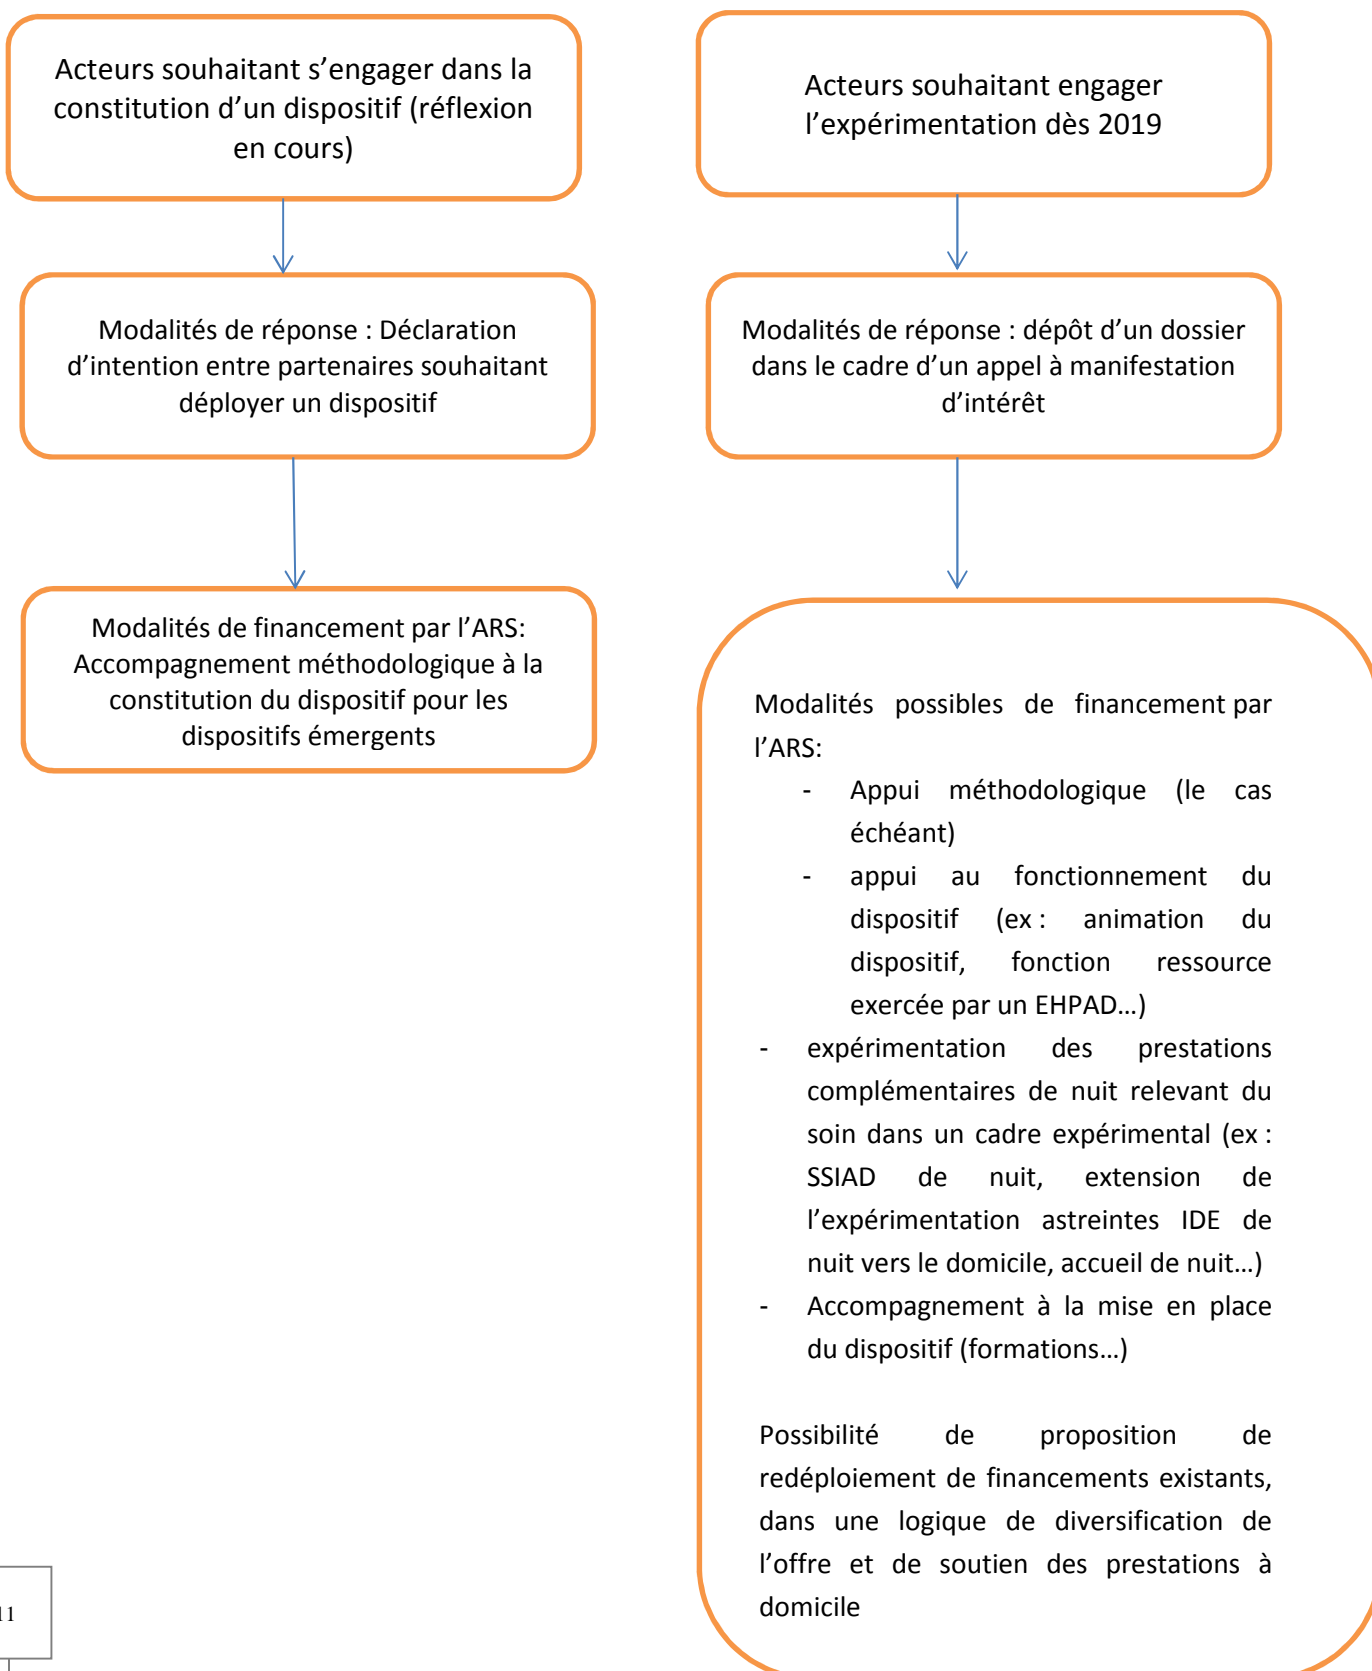 Acteurs souhaitant s’engager dans la
constitution d’un dispositif (réflexion
en cours)
Modalités de réponse : Déclaration
d’intention entre partenaires souhaitant
déployer un dispositif
Modalités de financement par l’ARS:
Accompagnement méthodologique à la
constitution du dispositif pour les
dispositifs émergents
Acteurs souhaitant engager
l’expérimentation dès 2019
Modalités de réponse : dépôt d’un dossier
dans le cadre d’un appel à manifestation
d’intérêt
Modalités possibles de financement par
l’ARS:
- Appui méthodologique (le cas
échéant)
- appui au fonctionnement du
dispositif (ex : animation du
dispositif, fonction ressource
exercée par un EHPAD…)
- expérimentation des prestations
complémentaires de nuit relevant du
soin dans un cadre expérimental (ex :
SSIAD de nuit, extension de
l’expérimentation astreintes IDE de
nuit vers le domicile, accueil de nuit…)
- Accompagnement à la mise en place
du dispositif (formations…)
Possibilité de proposition de
redéploiement de financements existants,
dans une logique de diversification de
l’offre et de soutien des prestations à
domicile
11